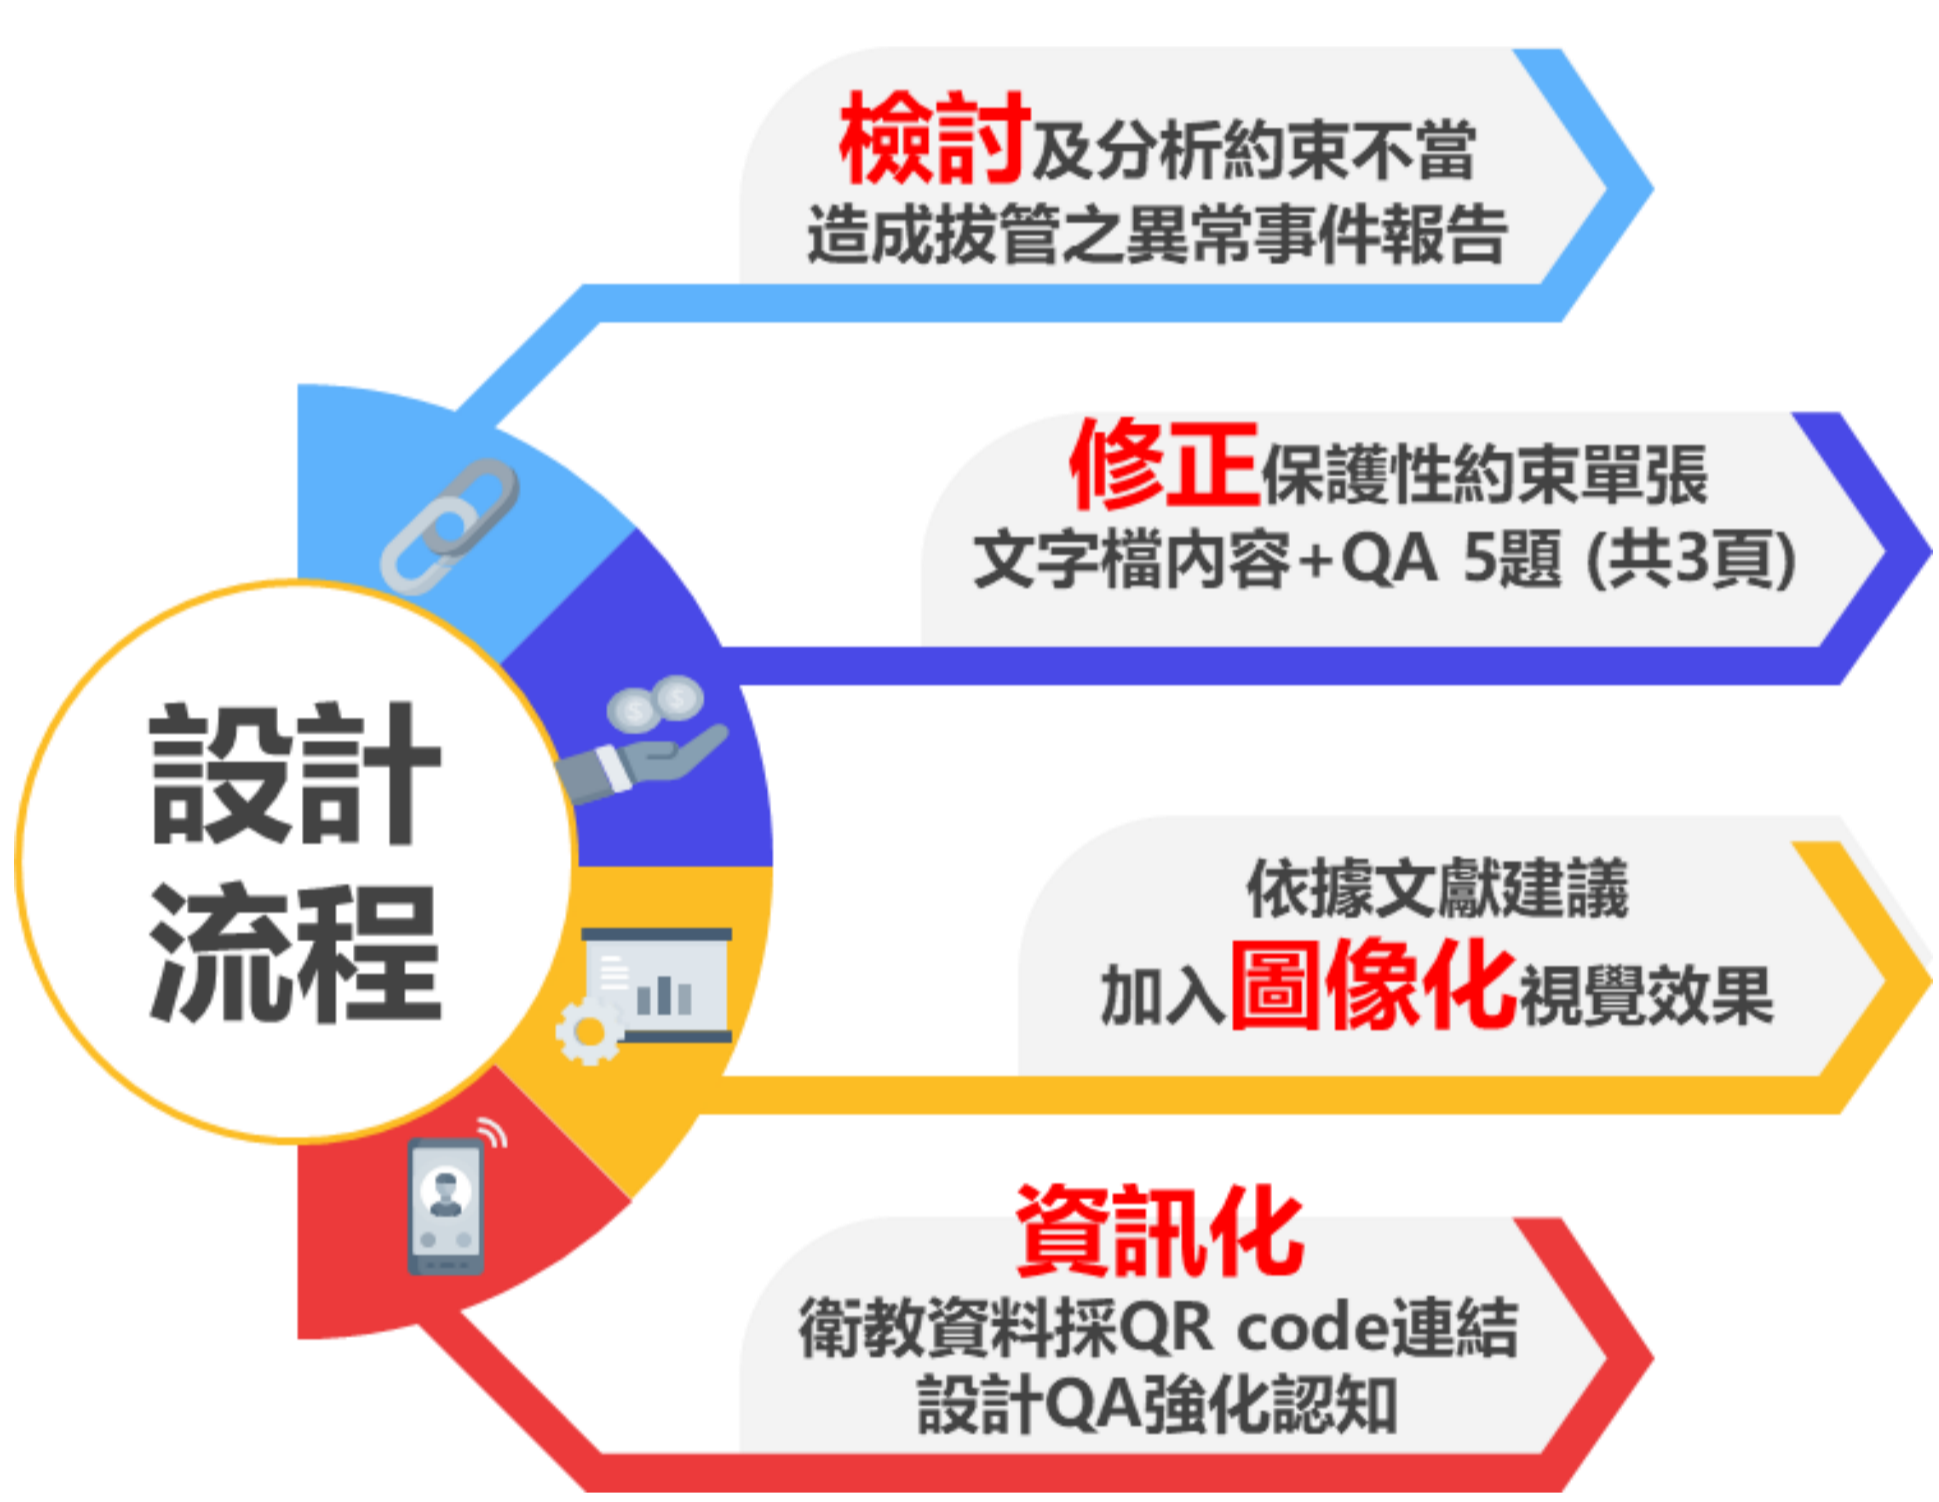 設計
流程
檢討及分析約束不當
造成拔管之異常事件報告
修正保護性約束單張
文字檔內容+QA 5題 (共3頁)
依據文獻建議
加入圖像化視覺效果
資訊化
衛教資料採QR code連結
設計QA強化認知